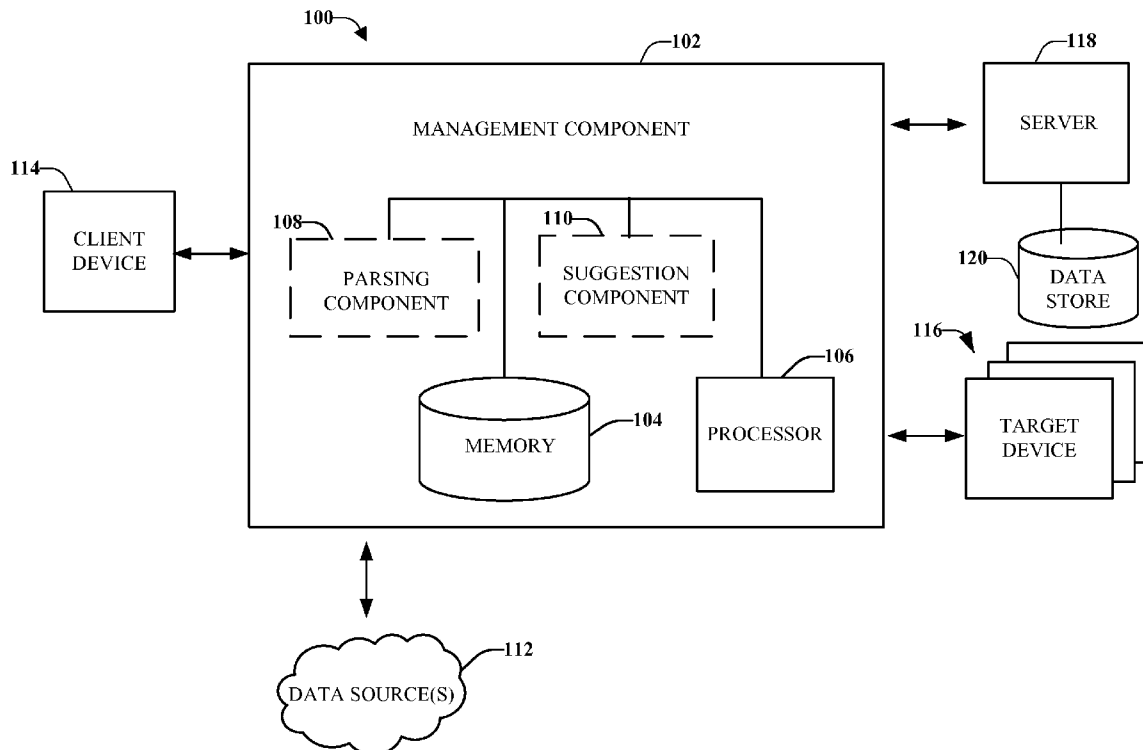 100
102
118
MANAGEMENT COMPONENT
SERVER
114
CLIENT
DEVICE
108
PARSING
COMPONENT
110
SUGGESTION
COMPONENT
120
DATA
STORE
116
106
MEMORY
104
PROCESSOR
TARGET
DEVICE
DATA SOURCE(S)
112